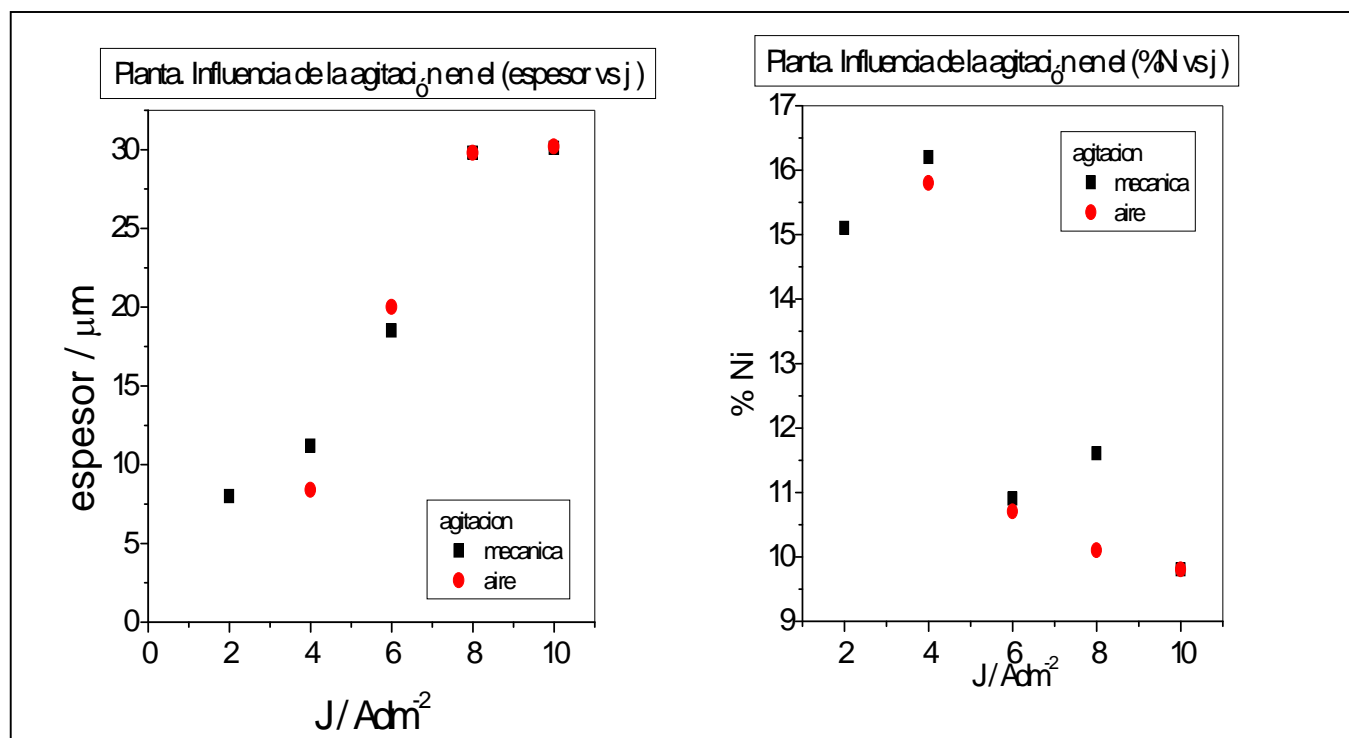 Planta. Influencia de la agitación en el (espesor vs j )
30
25
20
15
10
5
0
espesor / μm
agitacion
mecanica
aire
0 2 4 6 8 10
J / Adm-2
Planta. Influencia de la agitación en el (%Ni vs j )
17
16
15
14
13
12
11
10
9
% Ni
agitacion
mecanica
aire
2 4 6 8 10
J / Adm-2